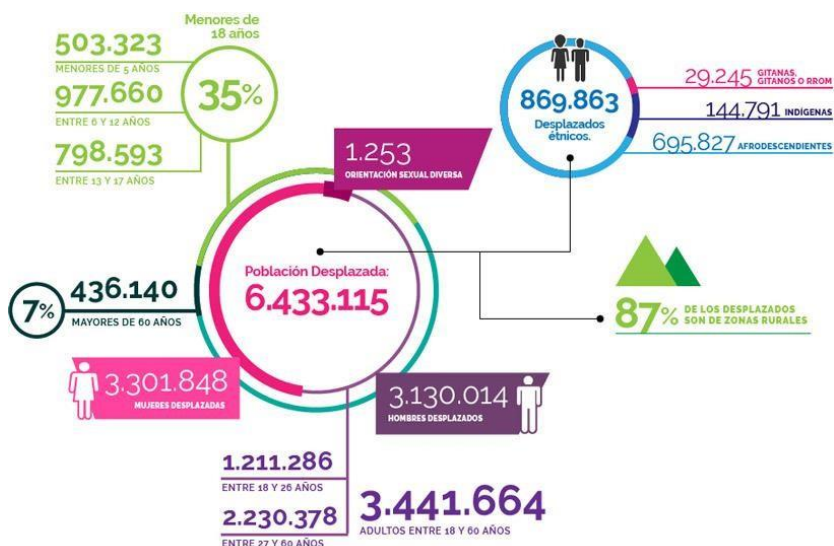 Menores de
18 años
35%
503.323
MENORES DE 5 AÑOS
977.660
ENTRE 6 Y 12 AÑOS
798.593
ENTRE 13 Y 17 AÑOS
1.253
ORIENTACIÓN SEXUAL DIVERSA
869.863
Desplazados
étnicos.
29.245 GITANAS,
GITANOS O RROM
144.791 INDÍGENAS
695.827 AFRODESCENDIENTES
Población Desplazada:
6.433.115
7%
436.140
MAYORES DE 60 AÑOS
87% DE LOS DESPLAZADOS
SON DE ZONAS RURALES
3.301.848
MUJERES DESPLAZADAS
3.130.014
HOMBRES DESPLAZADOS
1.211.286
ENTRE 18 Y 26 AÑOS
2.230.378
ENTRE 27 Y 60 AÑOS
3.441.664
ADULTOS ENTRE 18 Y 60 AÑOS